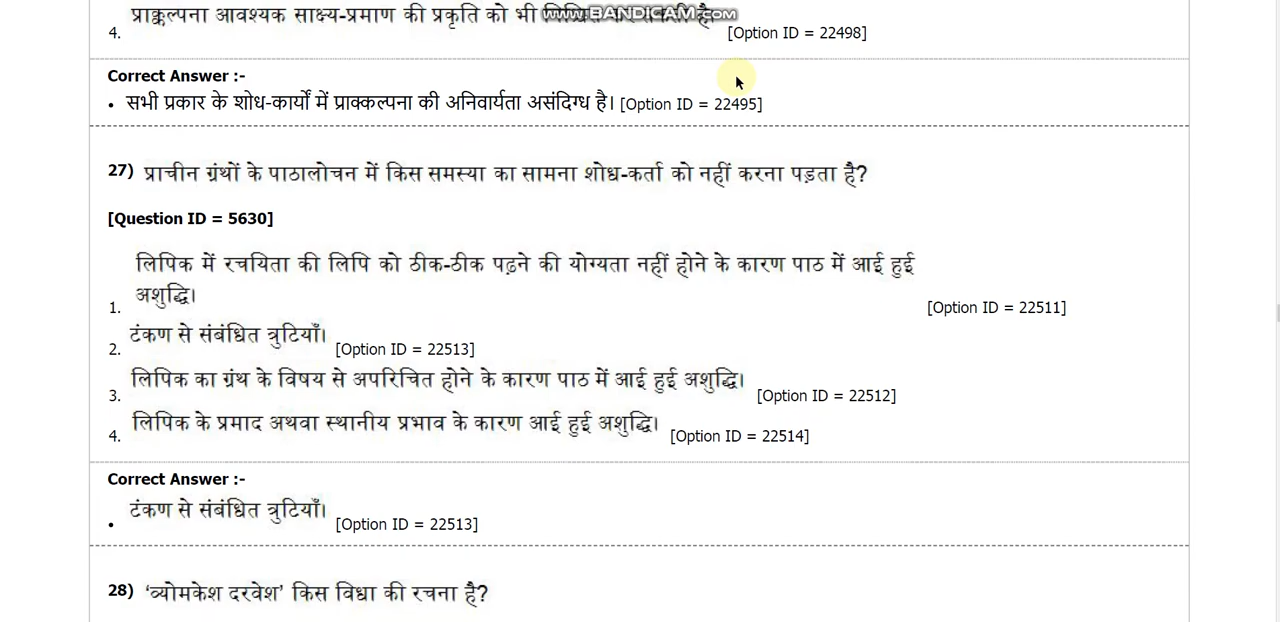 www.BANDICAM.com
प्राक्कल्पना आवश्यक साक्ष्य-प्रमाण की प्रकृति को भी
4. [Option ID = 22498]
Correct Answer :-
• सभी प्रकार के शोध-कार्यों में प्राक्कल्पना की अनिवार्यता असंदिग्ध है। [Option ID = 22495]
27) प्राचीन ग्रंथों के पाठालोचन में किस समस्या का सामना शोध-कर्ता को नहीं करना पड़ता है?
[Question ID = 5630]
लिपिक में रचयिता की लिपि को ठीक-ठीक पढ़ने की योग्यता नहीं होने के कारण पाठ में आई हुई
अशुद्धि।
1. [Option ID = 22511]
टंकण से संबंधित त्रुटियाँ।
2. [Option ID = 22513]
लिपिक का ग्रंथ के विषय से अपरिचित होने के कारण पाठ में आई हुई अशुद्धि।
3. [Option ID = 22512]
लिपिक के प्रमाद अथवा स्थानीय प्रभाव के कारण आई हुई अशुद्धि।
4. [Option ID = 22514]
Correct Answer :-
टंकण से संबंधित त्रुटियाँ।
• [Option ID = 22513]
28) ‘व्योमकेश दरवेश’ किस विधा की रचना है?